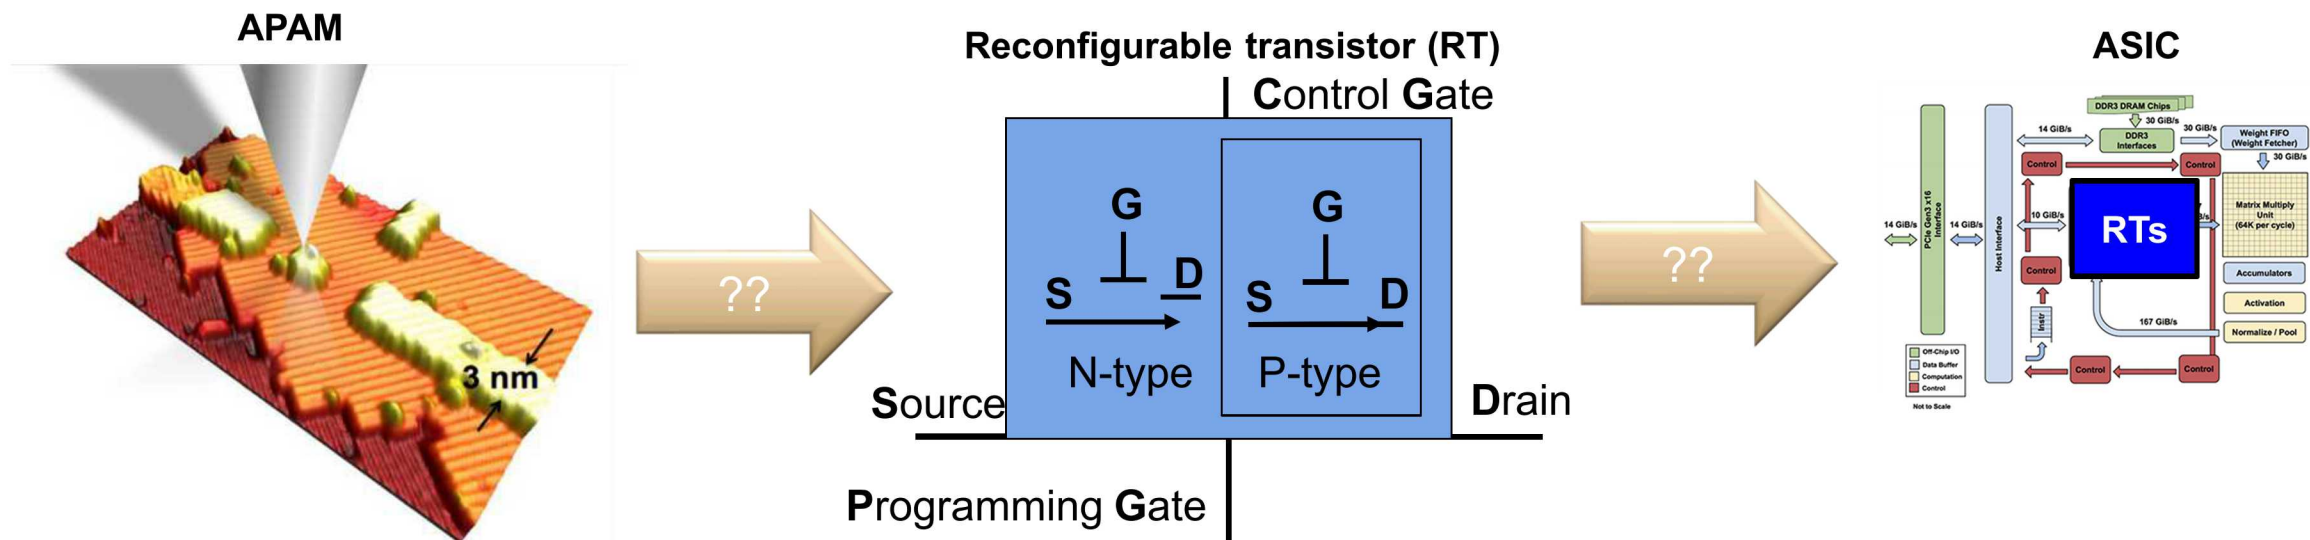 APAM
3 nm
??
Reconfigurable transistor (RT)
Control Gate
G
S
D
N-type
G
S
D
P-type
Source
Drain
Programming Gate
??
ASIC
DDR3 DRAM Chips
30 GiB/s
14 GiB/s
DDR3
Interfaces
30 GiB/s
Weight FIFO
(Weight Fetcher)
30 GiB/s
Control
Control
PCIe Gen3 x16
Interface
Host Interface
14 GiB/s
14 GiB/s
10 GiB/s
RTs
Matrix Multiply
Unit
(64K per cycle)
Control
Accumulators
Activation
Instr
167 GiB/s
Normalize / Pool
Off-Chip I/O
Data Buffer
Computation
Control
Not to Scale
Control
Control